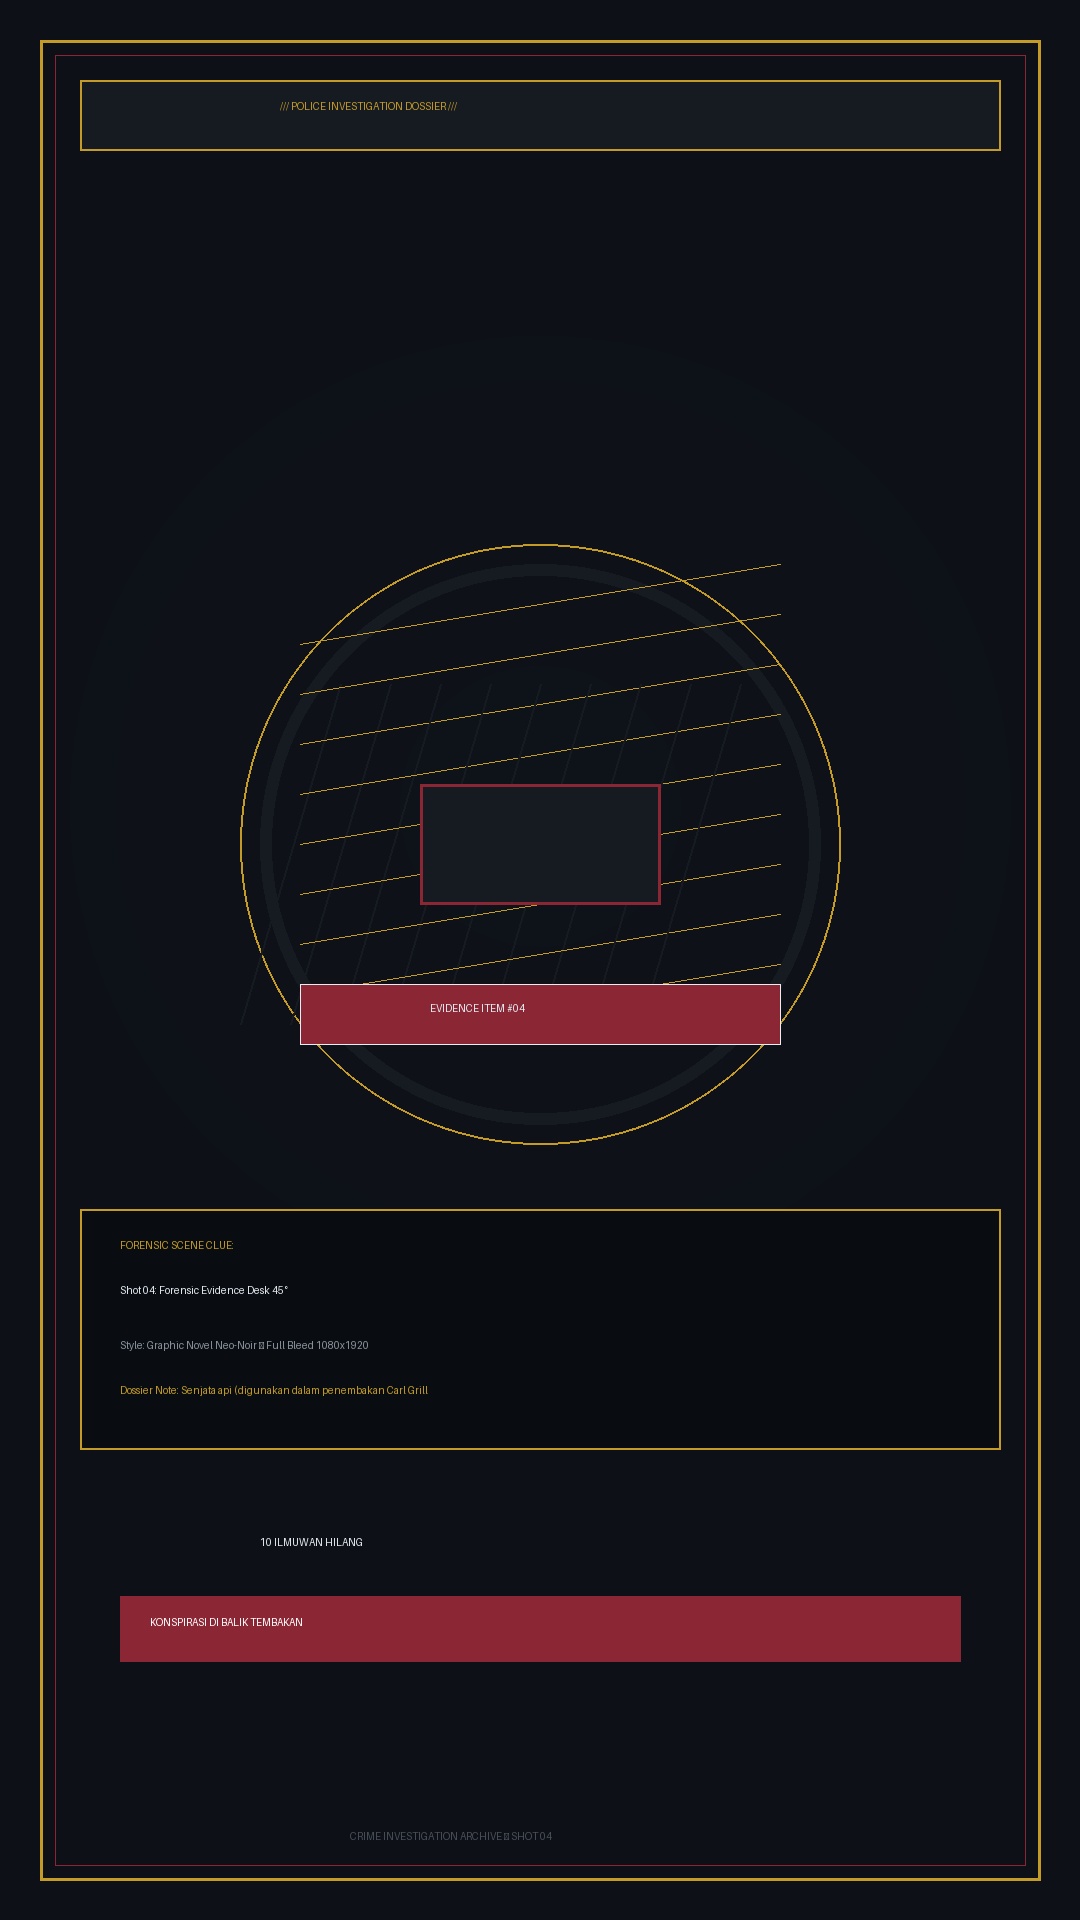 /// POLICE INVESTIGATION DOSSIER ///
EVIDENCE ITEM #04
FORENSIC SCENE CLUE:
Shot 04: Forensic Evidence Desk 45°
Style: Graphic Novel Neo-Noir Full Bleed 1080x1920
Dossier Note: Senjata api (digunakan dalam penembakan Carl Grill
10 ILMUWAN HILANG
KONSPIRASI DI BALIK TEMBAKAN
CRIME INVESTIGATION ARCHIVE SHOT 04